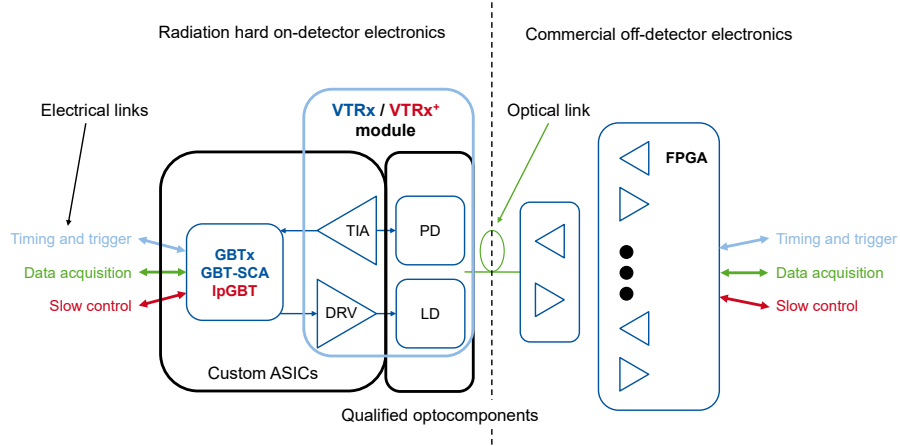 Radiation hard on-detector electronics
Commercial off-detector electronics
Electrical links
VTRx / VTRx⁺
module
Optical link
FPGA
TIA
PD
GBTx
GBT-SCA
lpGBT
Timing and trigger
Data acquisition
Slow control
Timing and trigger
Data acquisition
Slow control
DRV
LD
Custom ASICs
Qualified optocomponents